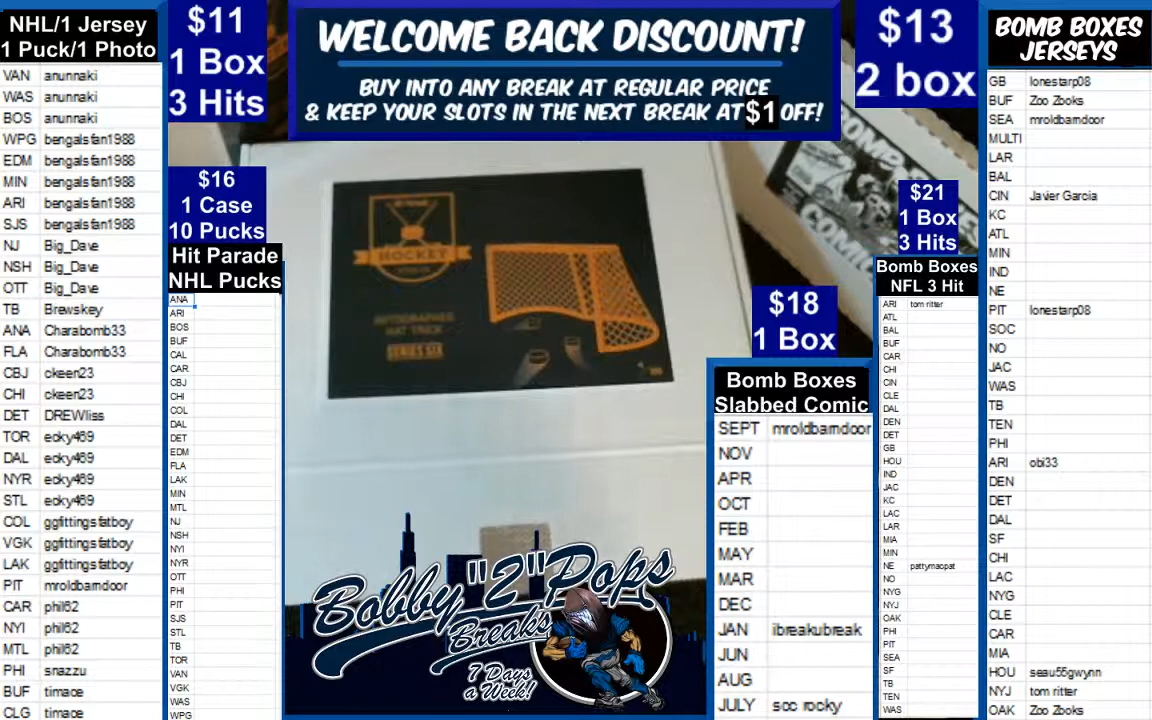 NHL/1 Jersey
1 Puck/1 Photo
VAN anunnaki
WAS anunnaki
BOS anunnaki
WPG bengalsfan1988
EDM bengalsfan1988
MIN bengalsfan1988
ARI bengalsfan1988
SJS bengalsfan1988
NJ Big_Dave
NSH Big_Dave
OTT Big_Dave
TB Brewskey
ANA Charabomb33
FLA Charabomb33
CBJ ckeen23
CHI ckeen23
DET DREWliss
TOR ecky469
DAL ecky469
NYR ecky469
STL ecky469
COL ggfittingsfatboy
VGK ggfittingsfatboy
LAK ggfittingsfatboy
PIT mroldbarndoor
CAR phil62
NYI phil62
MTL phil62
PHI snazzu
BUF timace
CLG timace
$11
1 Box
3 Hits
$16
1 Case
10 Pucks
Hit Parade
NHL Pucks
ANA
ARI
BOS
BUF
CAL
CAR
CBJ
CHI
COL
DAL
DET
EDM
FLA
LAK
MIN
MTL
NJ
NSH
NYI
NYR
OTT
PHI
PIT
SJS
STL
TB
TOR
VAN
VGK
WAS
WPG
WELCOME BACK DISCOUNT!
BUY INTO ANY BREAK AT REGULAR PRICE
& KEEP YOUR SLOTS IN THE NEXT BREAK AT $1 OFF!
HOCKEY
AUTOGRAPHED
HAT TRICK
SERIES SIX
Bobby "2" Pops
Breaks
7 Days
a Week!
$13
2 box
COMIC
$18
1 Box
Bomb Boxes
Slabbed Comic
SEPT mroldbarndoor
NOV
APR
OCT
FEB
MAY
MAR
DEC
JAN ibreakubreak
JUN
AUG
JULY soc rocky
$21
1 Box
3 Hits
Bomb Boxes
NFL 3 Hit
ARI tom ritter
ATL
BAL
BUF
CAR
CHI
CIN
CLE
DAL
DEN
DET
GB
HOU
IND
JAC
KC
LAC
LAR
MIA
MIN
NE pattymacpat
NO
NYG
NYJ
OAK
PHI
PIT
SEA
SF
TB
TEN
WAS
BOMB BOXES
JERSEYS
GB lonestarp08
BUF Zoo Zooks
SEA mroldbarndoor
MULTI
LAR
BAL
CIN Javier Garcia
KC
ATL
MIN
IND
NE
PIT lonestarp08
SOC
NO
JAC
WAS
TB
TEN
PHI
ARI obi33
DEN
DET
DAL
SF
CHI
LAC
NYG
CLE
CAR
MIA
HOU seau55gwynn
NYJ tom ritter
OAK Zoo Zooks